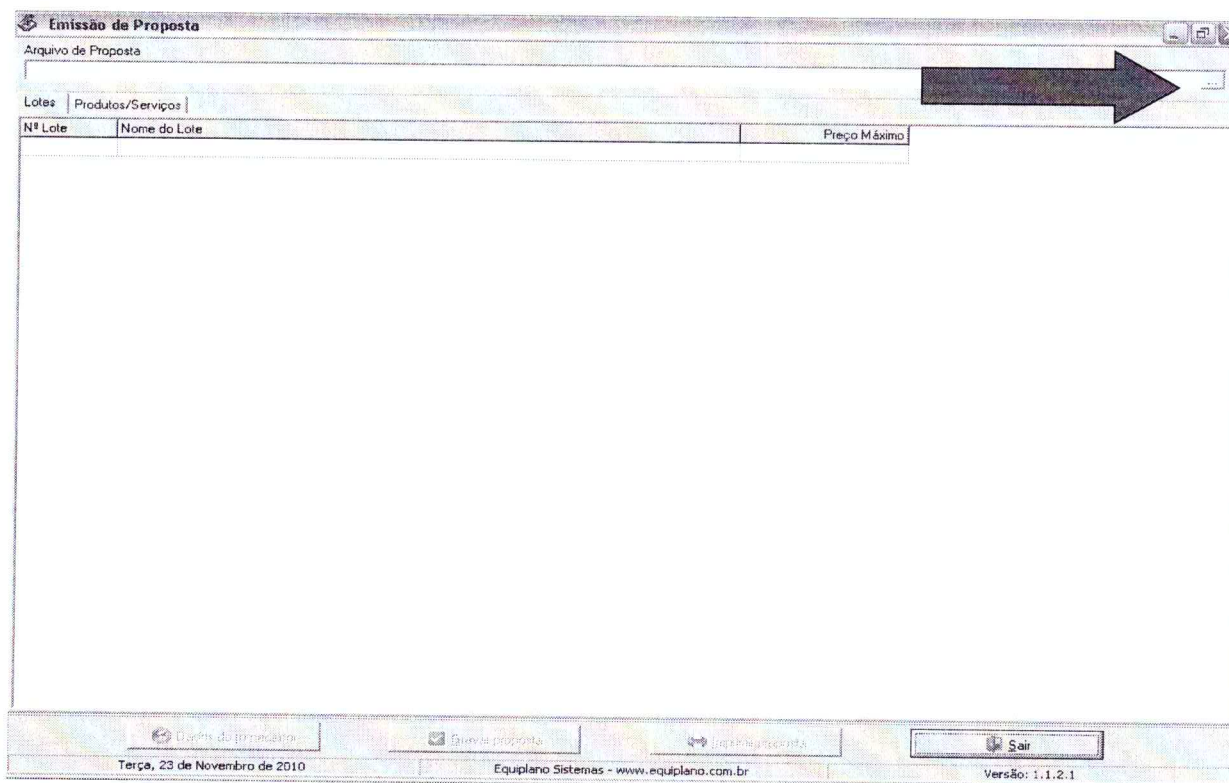 Emissão de Proposta
Arquivo de Proposta
...
Lotes Produtos/Serviços
Nº Lote Nome do Lote Preço Máximo
Sair
Terça, 23 de Novembro de 2010 Equiplano Sistemas - www.equiplano.com.br Versão: 1.1.2.1